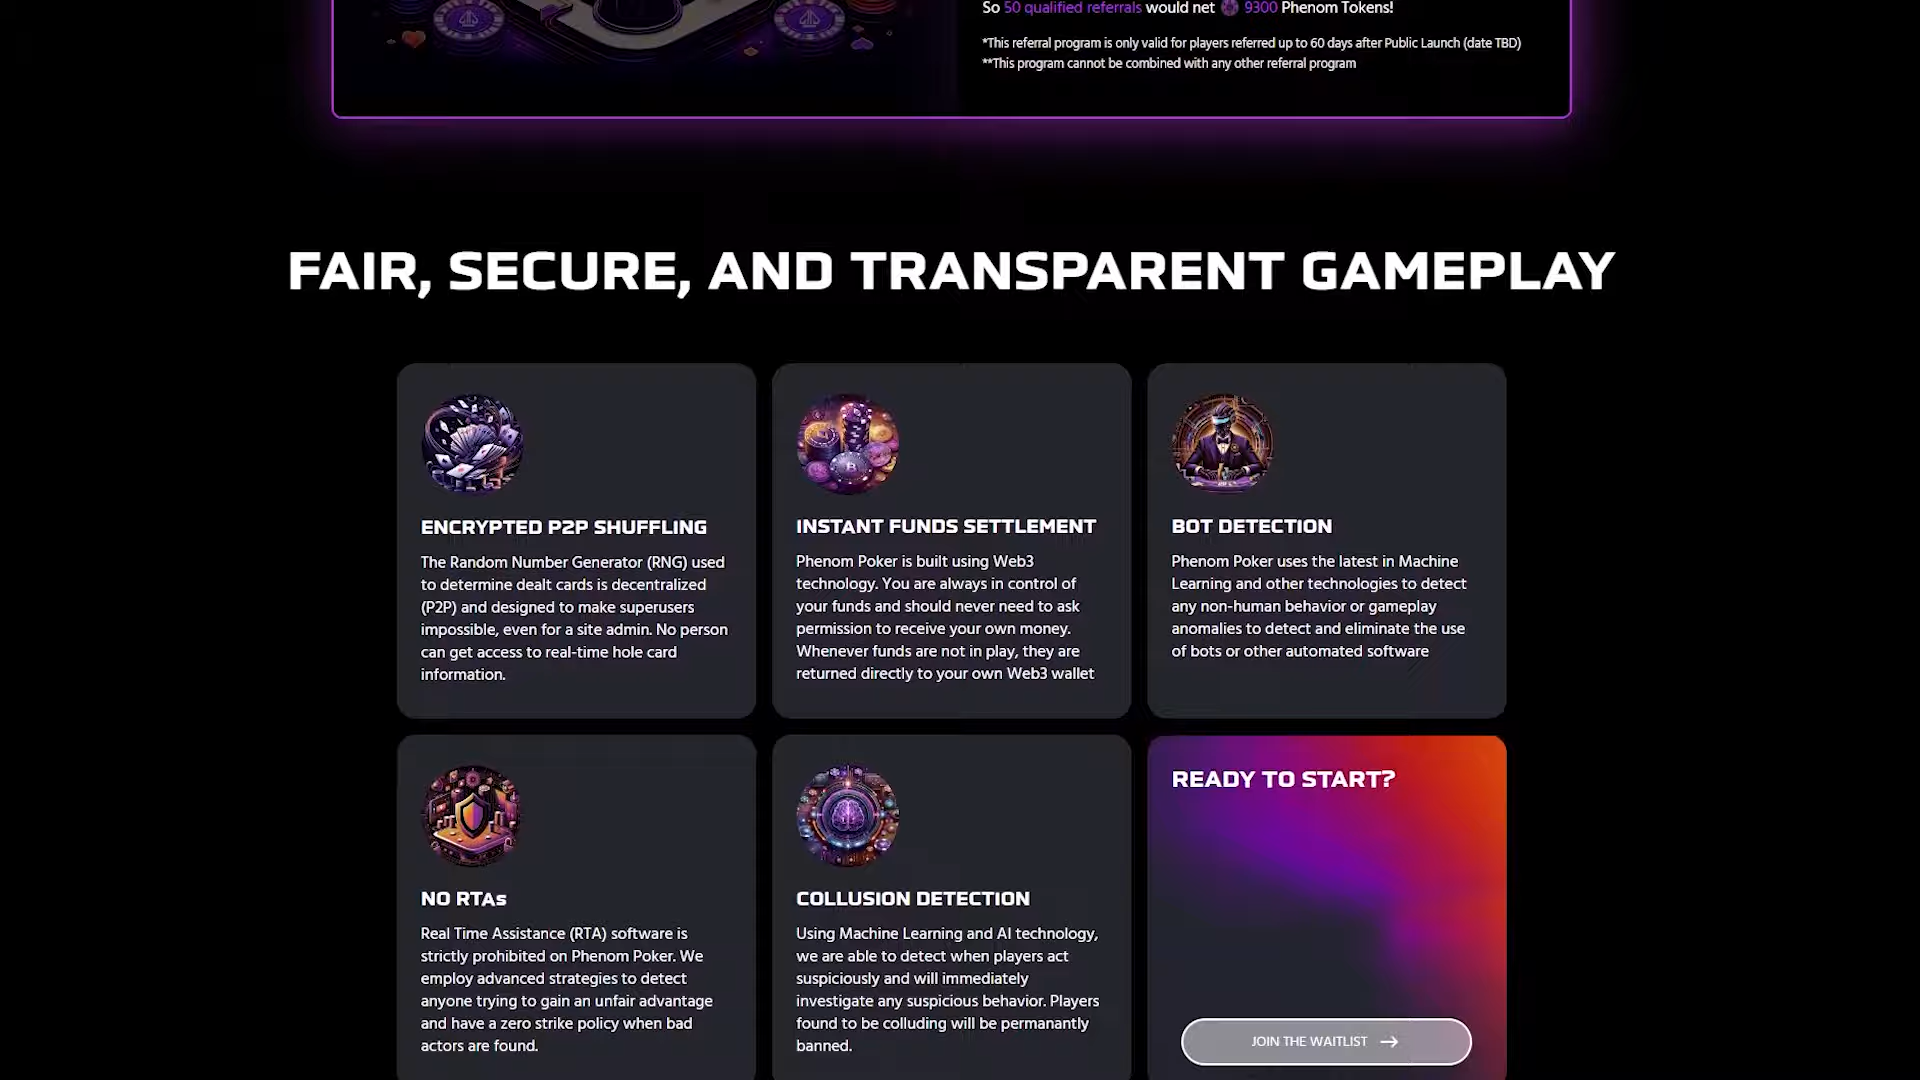 So 50 qualified referrals would net 9300 Phenom Tokens!
*This referral program is only valid for players referred up to 60 days after Public Launch (date TBD)
**This program cannot be combined with any other referral program
FAIR, SECURE, AND TRANSPARENT GAMEPLAY
ENCRYPTED P2P SHUFFLING
The Random Number Generator (RNG) used
to determine dealt cards is decentralized
(P2P) and designed to make superusers
impossible, even for a site admin. No person
can get access to real-time hole card
information.
INSTANT FUNDS SETTLEMENT
Phenom Poker is built using Web3
technology. You are always in control of
your funds and should never need to ask
permission to receive your own money.
Whenever funds are not in play, they are
returned directly to your own Web3 wallet
BOT DETECTION
Phenom Poker uses the latest in Machine
Learning and other technologies to detect
any non-human behavior or gameplay
anomalies to detect and eliminate the use
of bots or other automated software
NO RTAs
Real Time Assistance (RTA) software is
strictly prohibited on Phenom Poker. We
employ advanced strategies to detect
anyone trying to gain an unfair advantage
and have a zero strike policy when bad
actors are found.
COLLUSION DETECTION
Using Machine Learning and AI technology,
we are able to detect when players act
suspiciously and will immediately
investigate any suspicious behavior. Players
found to be colluding will be permanantly
banned.
READY TO START?
JOIN THE WAITLIST